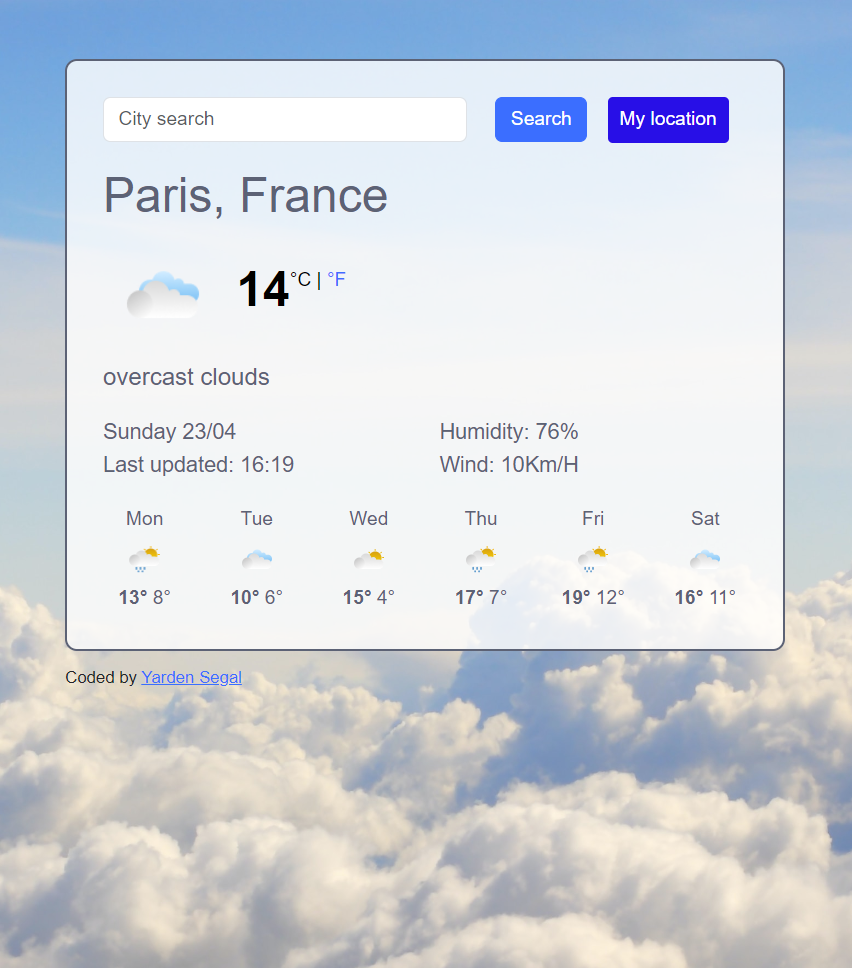 City search Search My location
Paris, France
14°C | °F
overcast clouds
Sunday 23/04 Humidity: 76%
Last updated: 16:19 Wind: 10Km/H
Mon Tue Wed Thu Fri Sat
13° 8° 10° 6° 15° 4° 17° 7° 19° 12° 16° 11°
Coded by Yarden Segal